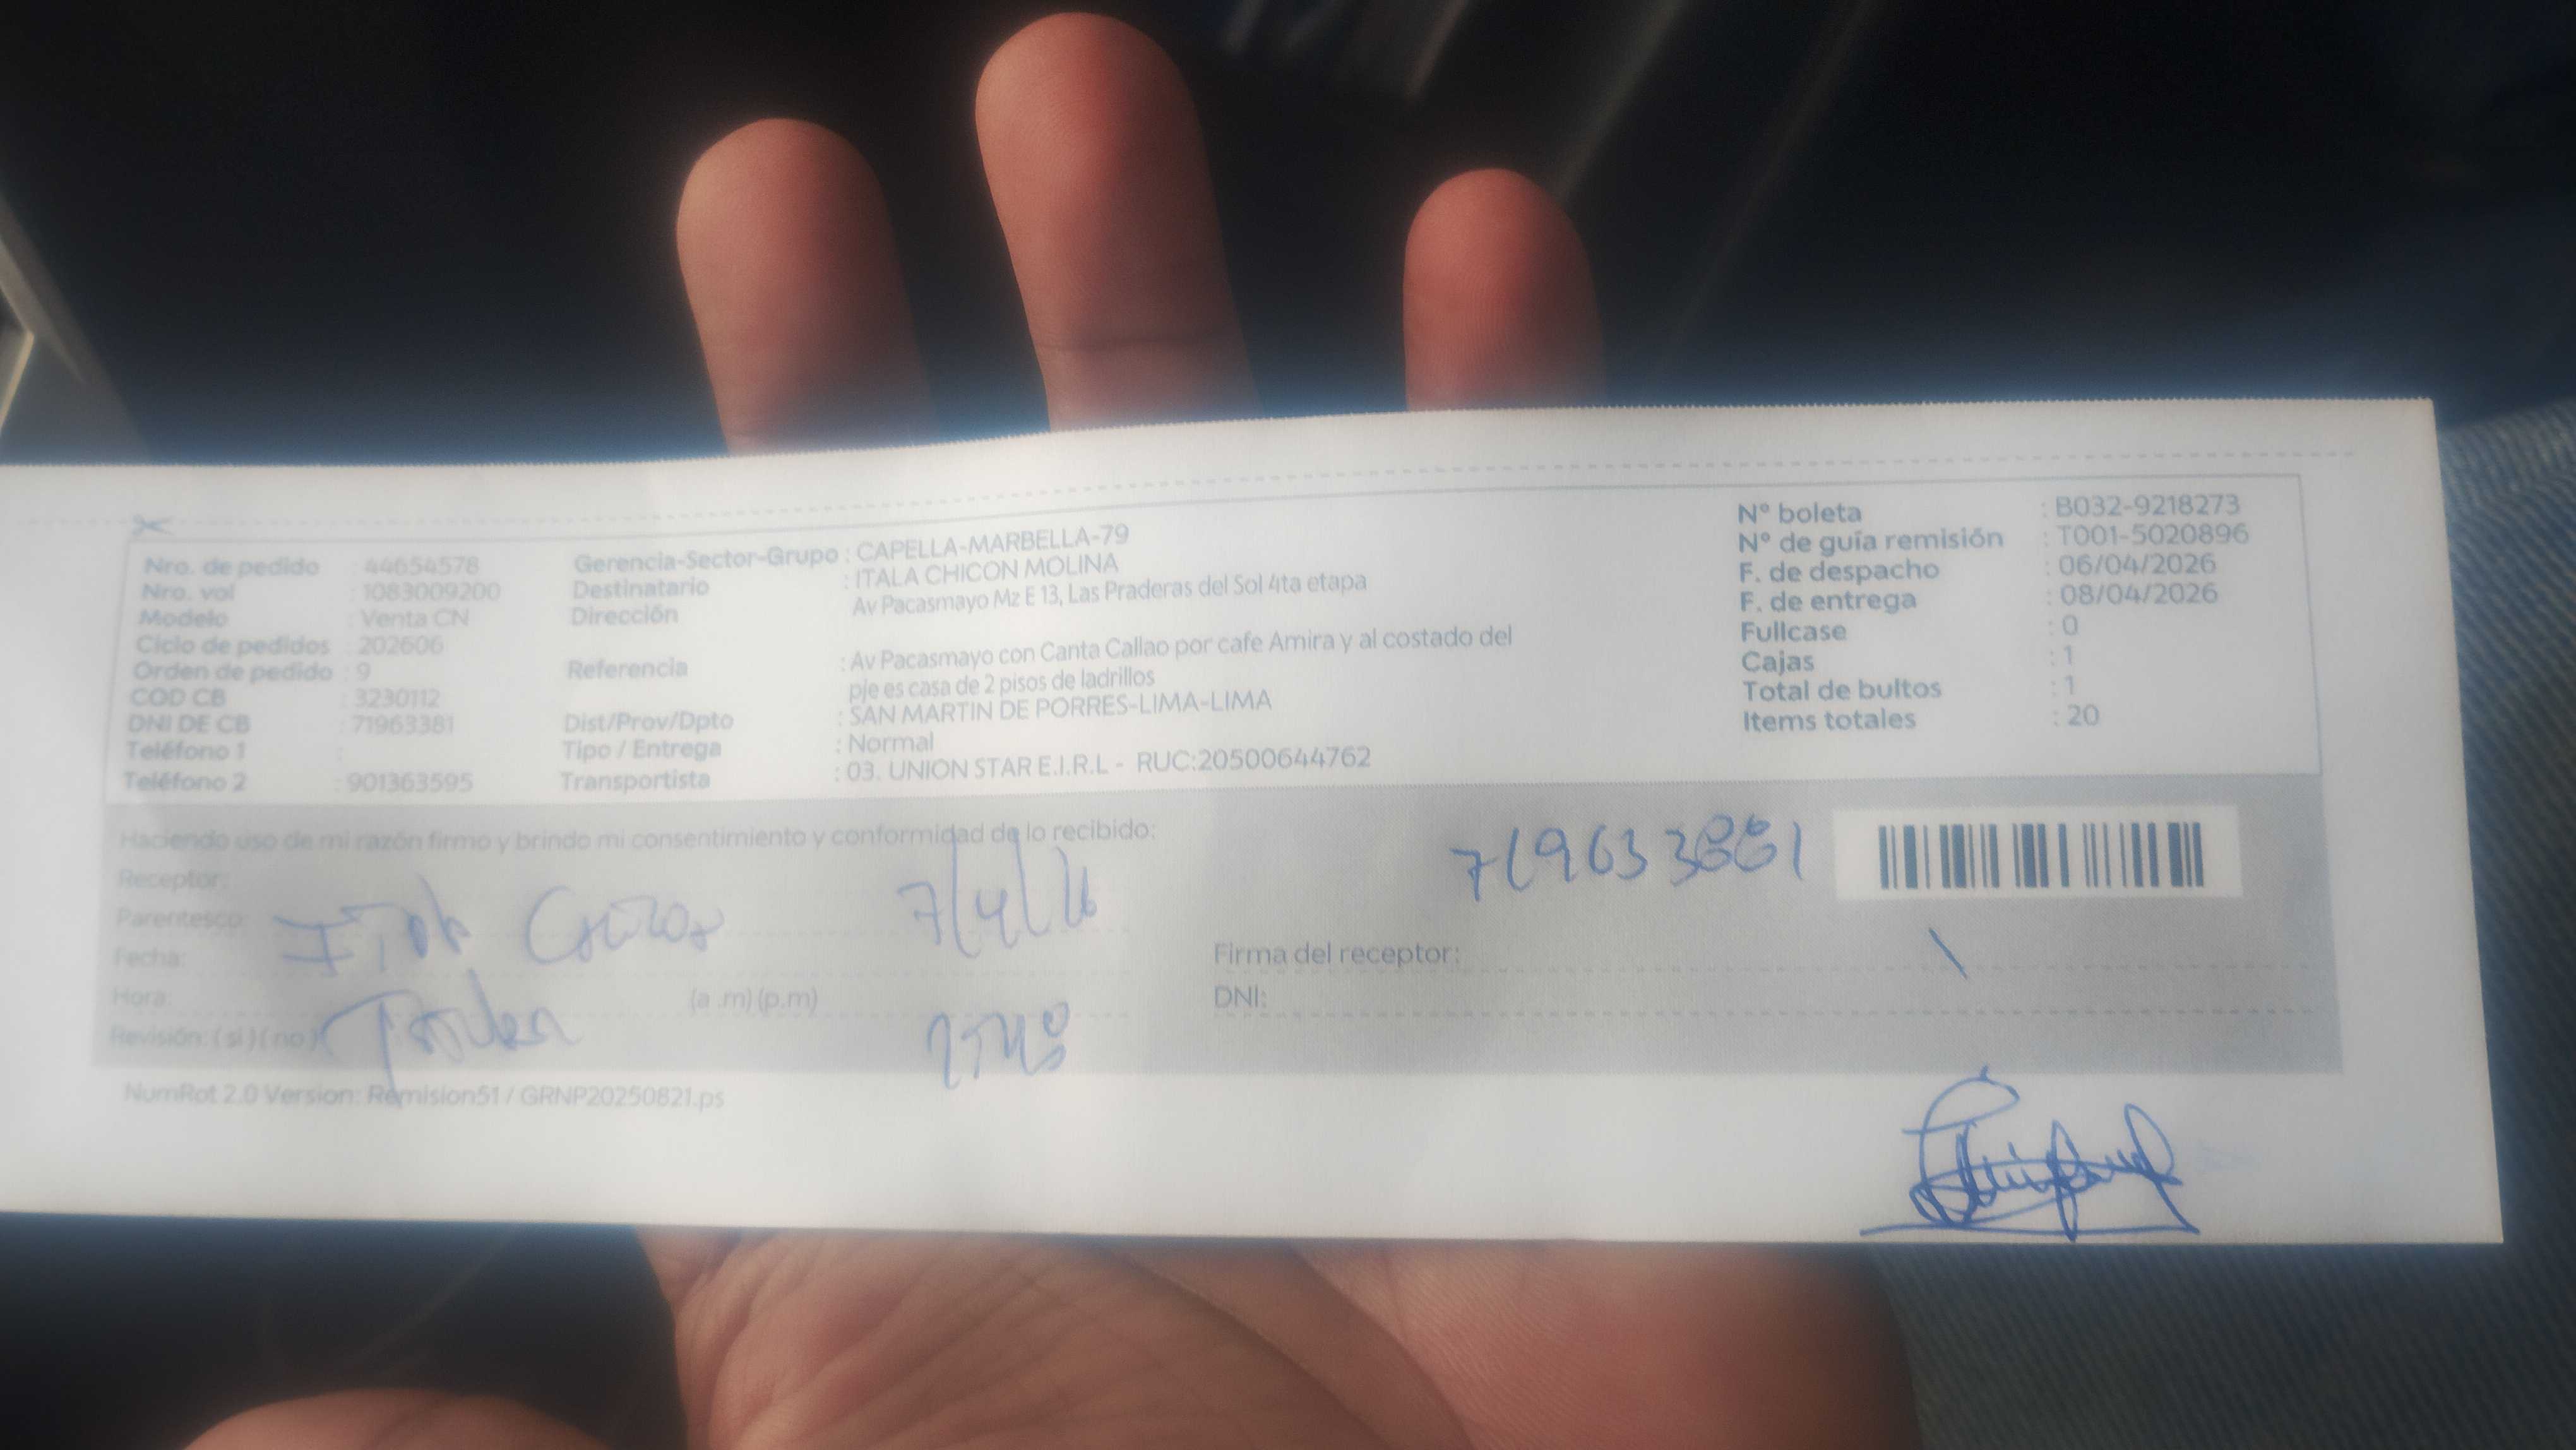 Nro. de pedido : 44654578
Nro. vol : 1083009200
Modelo : Venta CN
Ciclo de pedidos : 202606
Orden de pedido : 9
COD CB : 3230112
DNI DE CB : 71963381
Teléfono 1 :
Teléfono 2 : 901363595
Gerencia-Sector-Grupo : CAPELLA-MARBELLA-79
Destinatario : ITALA CHICON MOLINA
Dirección Av Pacasmayo Mz E 13, Las Praderas del Sol 4ta etapa
Referencia : Av Pacasmayo con Canta Callao por cafe Amira y al costado del
pje es casa de 2 pisos de ladrillos
Dist/Prov/Dpto : SAN MARTIN DE PORRES-LIMA-LIMA
Tipo / Entrega : Normal
Transportista : 03. UNION STAR E.I.R.L - RUC:20500644762
N° boleta : B032-9218273
N° de guía remisión : T001-5020896
F. de despacho : 06/04/2026
F. de entrega : 08/04/2026
Fullcase : 0
Cajas : 1
Total de bultos : 1
Items totales : 20
Haciendo uso de mi razón firmo y brindo mi consentimiento y conformidad de lo recibido:
Receptor:
Parentesco:
7/4/26
Fecha:
Hora: (a .m) (p.m)
Revisión: ( si ) ( no )
Firma del receptor:
DNI:
NumRot 2.0 Version: Remision51 / GRNP20250821.ps